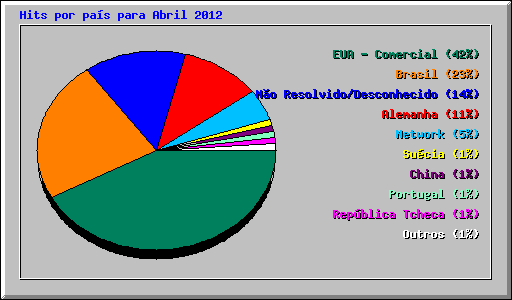 Hits por país para Abril 2012
EUA - Comercial (42%)
Brasil (23%)
Não Resolvido/Desconhecido (14%)
Alemanha (11%)
Network (5%)
Suécia (1%)
China (1%)
Portugal (1%)
República Tcheca (1%)
Outros (1%)